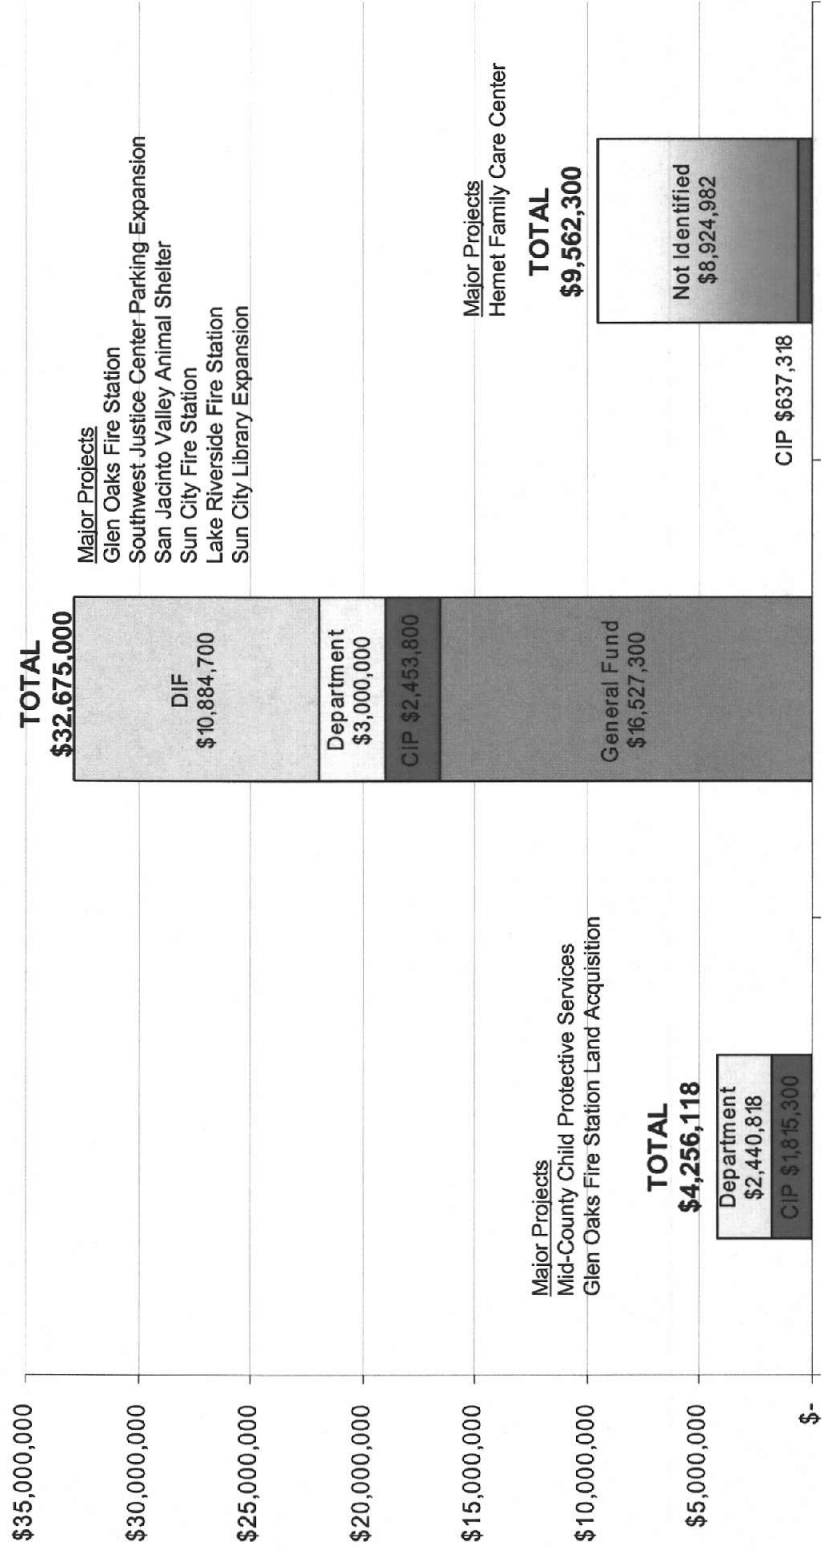 $35,000,000
$30,000,000
$25,000,000
$20,000,000
$15,000,000
$10,000,000
$5,000,000
$-
Major Projects
Mid-County Child Protective Services
Glen Oaks Fire Station Land Acquisition
TOTAL
$4,256,118
Department
$2,440,818
CIP $1,815,300
TOTAL
$32,675,000
DIF
$10,884,700
Department
$3,000,000
CIP $2,453,800
General Fund
$16,527,300
Major Projects
Glen Oaks Fire Station
Southwest Justice Center Parking Expansion
San Jacinto Valley Animal Shelter
Sun City Fire Station
Lake Riverside Fire Station
Sun City Library Expansion
Major Projects
Hemet Family Care Center
TOTAL
$9,562,300
Not Identified
$8,924,982
CIP $637,318